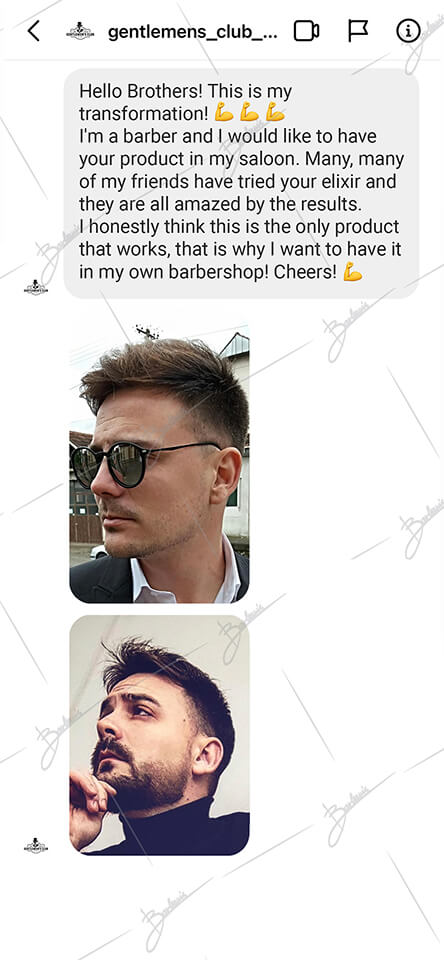 gentlemens_club_...
Hello Brothers! This is my
transformation! 💪💪💪
I'm a barber and I would like to have
your product in my saloon. Many, many
of my friends have tried your elixir and
they are all amazed by the results.
I honestly think this is the only product
that works, that is why I want to have it
in my own barbershop! Cheers! 💪